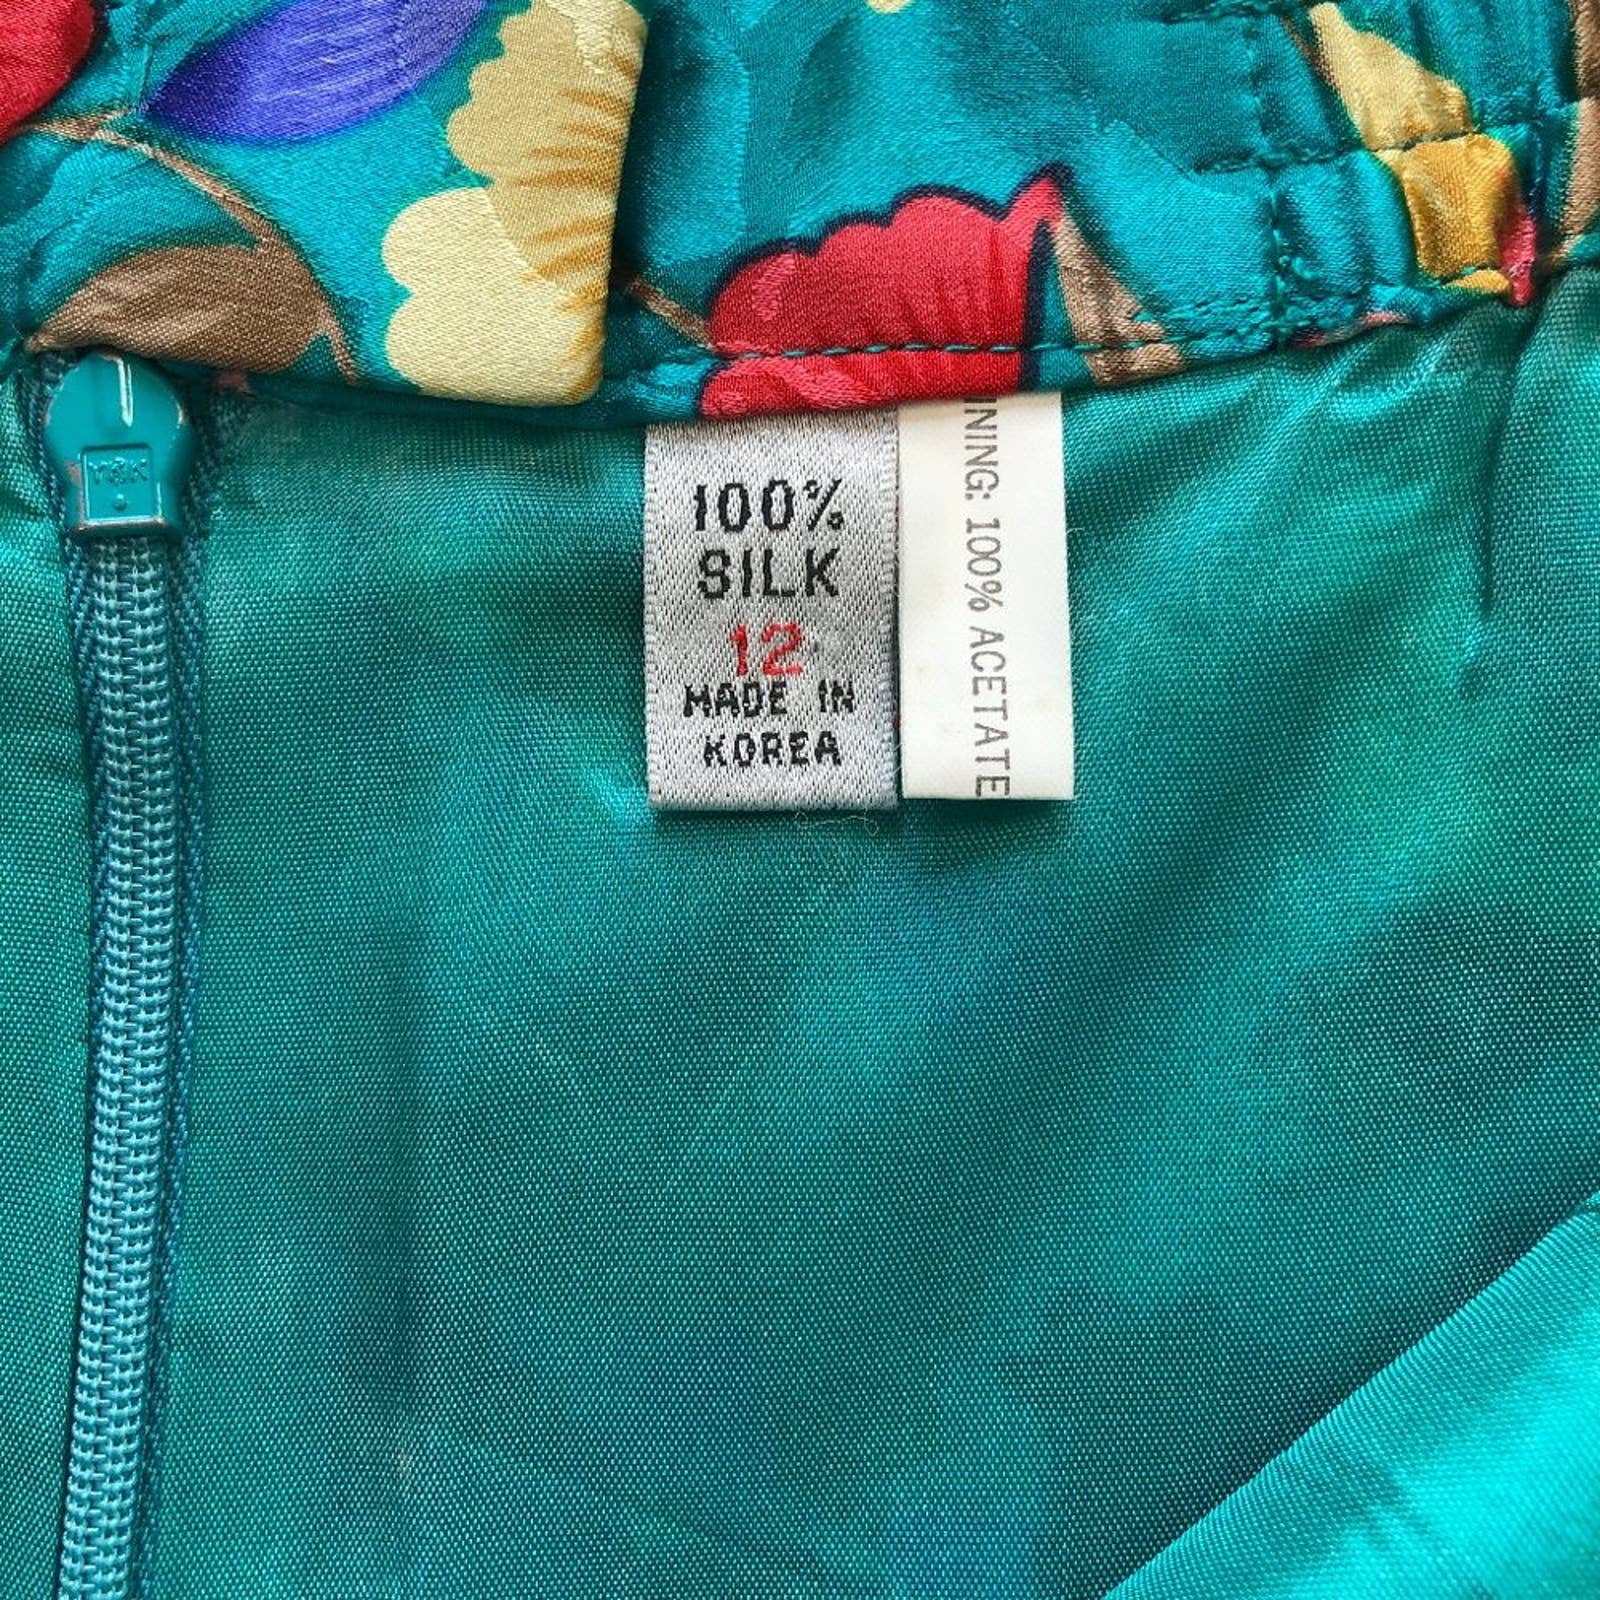 100%
SILK
12
MADE IN
KOREA
NING: 100% ACETATE